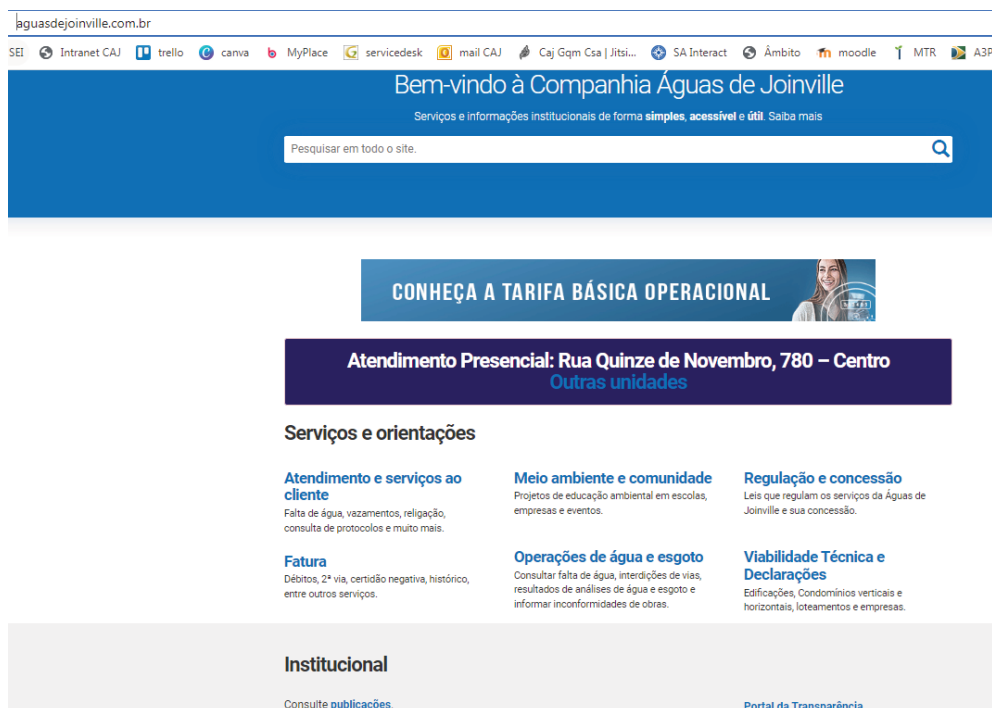 aguasdejoinville.com.br
SEI Intranet CAJ trello canva MyPlace servicedesk mail CAJ Caj Gqm Csa | Jitsi... SA Interact Âmbito moodle MTR A3P
Bem-vindo à Companhia Águas de Joinville
Serviços e informações institucionais de forma simples, acessível e útil. Saiba mais
Pesquisar em todo o site.
CONHEÇA A TARIFA BÁSICA OPERACIONAL
Atendimento Presencial: Rua Quinze de Novembro, 780 – Centro
Outras unidades
Serviços e orientações
Atendimento e serviços ao
cliente
Falta de água, vazamentos, religação,
consulta de protocolos e muito mais.
Meio ambiente e comunidade
Projetos de educação ambiental em escolas,
empresas e eventos.
Regulação e concessão
Leis que regulam os serviços da Águas de
Joinville e sua concessão.
Fatura
Débitos, 2ª via, certidão negativa, histórico,
entre outros serviços.
Operações de água e esgoto
Consultar falta de água, interdições de vias,
resultados de análises de água e esgoto e
informar inconformidades de obras.
Viabilidade Técnica e
Declarações
Edificações, Condomínios verticais e
horizontais, loteamentos e empresas.
Institucional
Consulte publicações.
Portal da Transparência